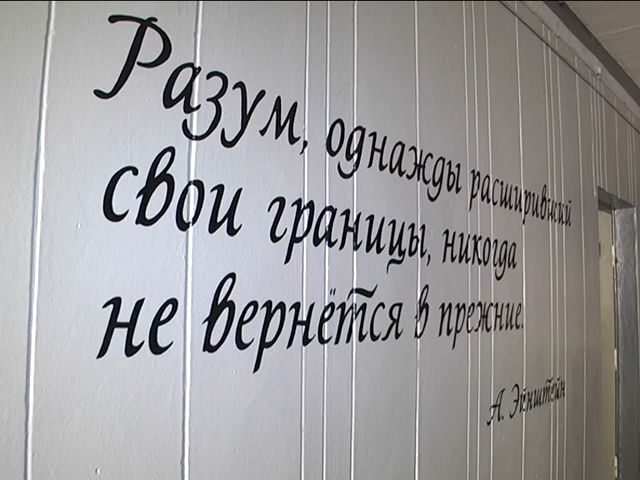 Разум, однажды расширивший
свои границы, никогда
не вернётся в прежние.
А. Эйнштейн